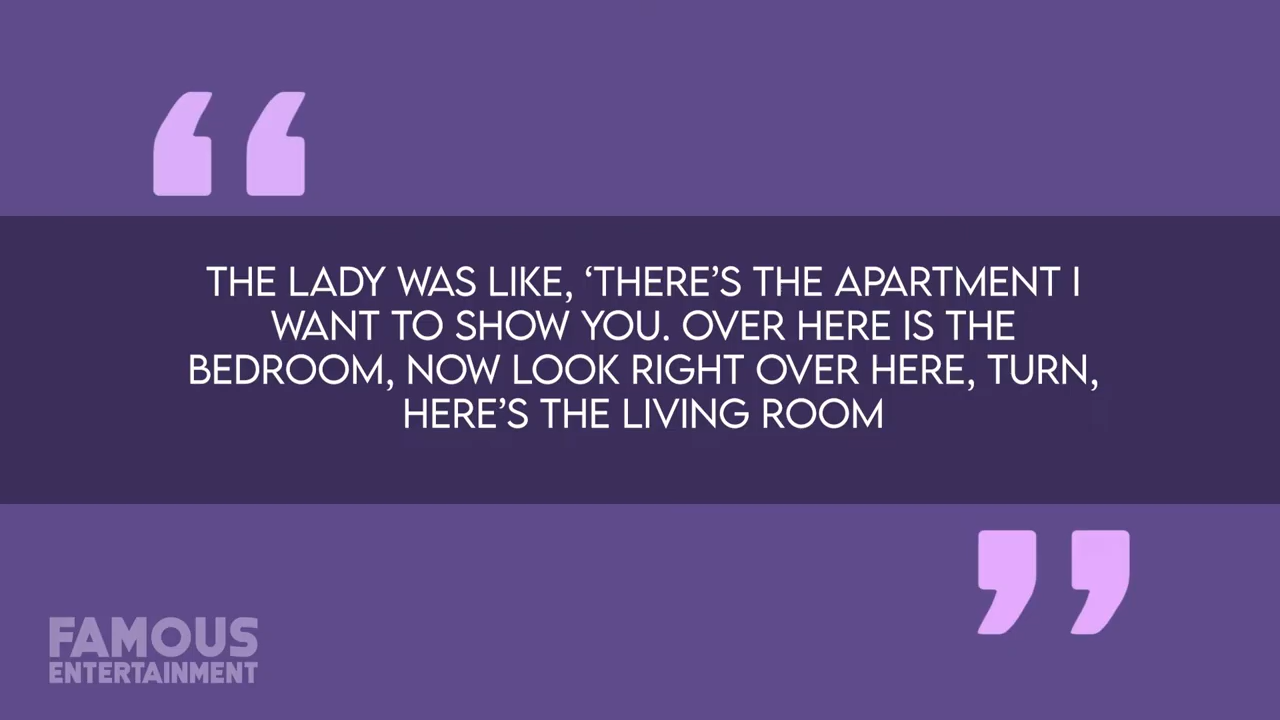 THE LADY WAS LIKE, ‘THERE’S THE APARTMENT I
WANT TO SHOW YOU. OVER HERE IS THE
BEDROOM, NOW LOOK RIGHT OVER HERE, TURN,
HERE’S THE LIVING ROOM
FAMOUS
ENTERTAINMENT